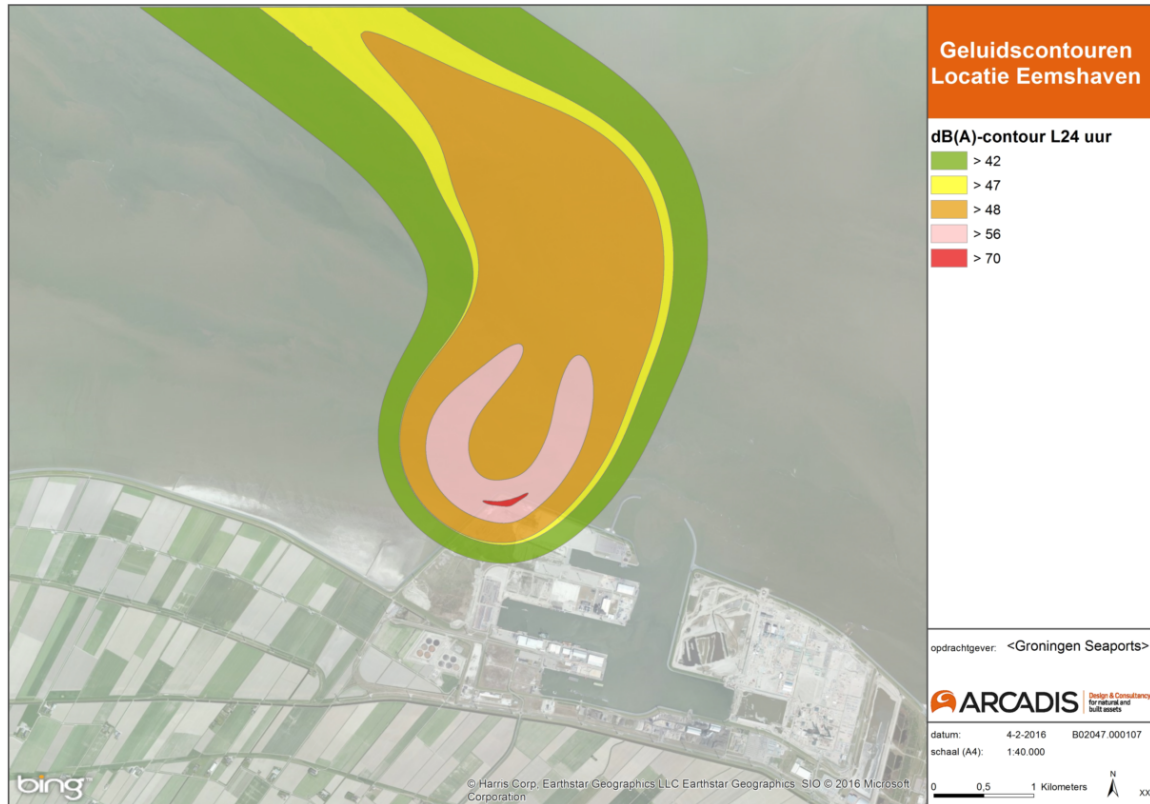 Geluidscontouren
Locatie Eemshaven
dB(A)-contour L24 uur
> 42
> 47
> 48
> 56
> 70
opdrachtgever: <Groningen Seaports>
ARCADIS Design & Consultancy
for natural and
built assets
datum: 4-2-2016 B02047.000107
schaal (A4): 1:40.000
0 0,5 1 Kilometers N
xx
bing™
© Harris Corp, Earthstar Geographics LLC Earthstar Geographics SIO © 2016 Microsoft
Corporation